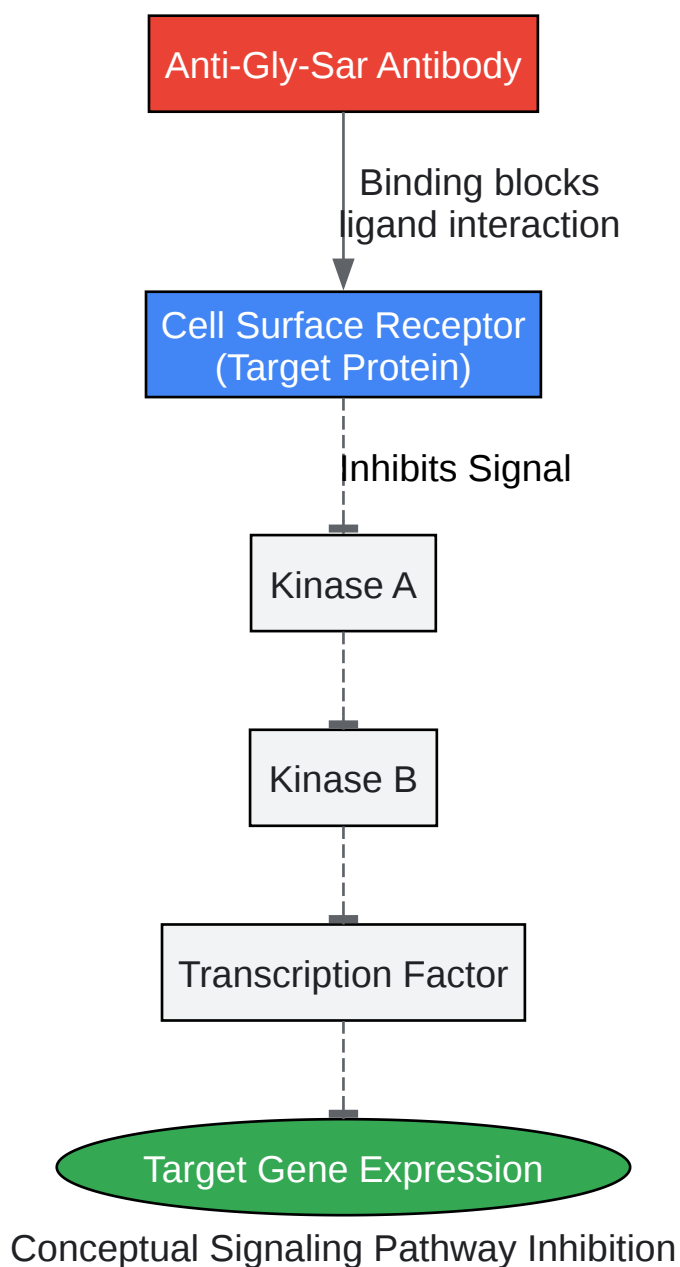 Anti-Gly-Sar Antibody
Binding blocks
ligand interaction
Cell Surface Receptor
(Target Protein)
Inhibits Signal
Kinase A
Kinase B
Transcription Factor
Target Gene Expression
Conceptual Signaling Pathway Inhibition